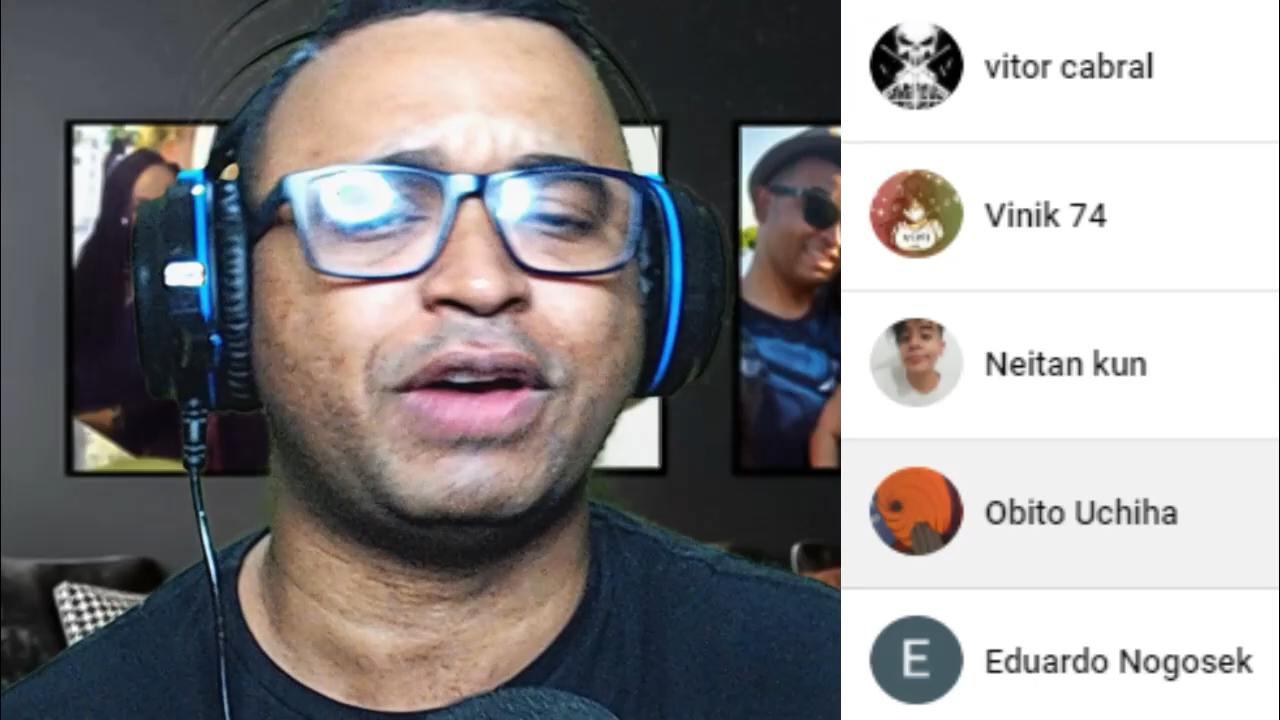 vitor cabral
Vinik 74
Neitan kun
Obito Uchiha
E
Eduardo Nogosek